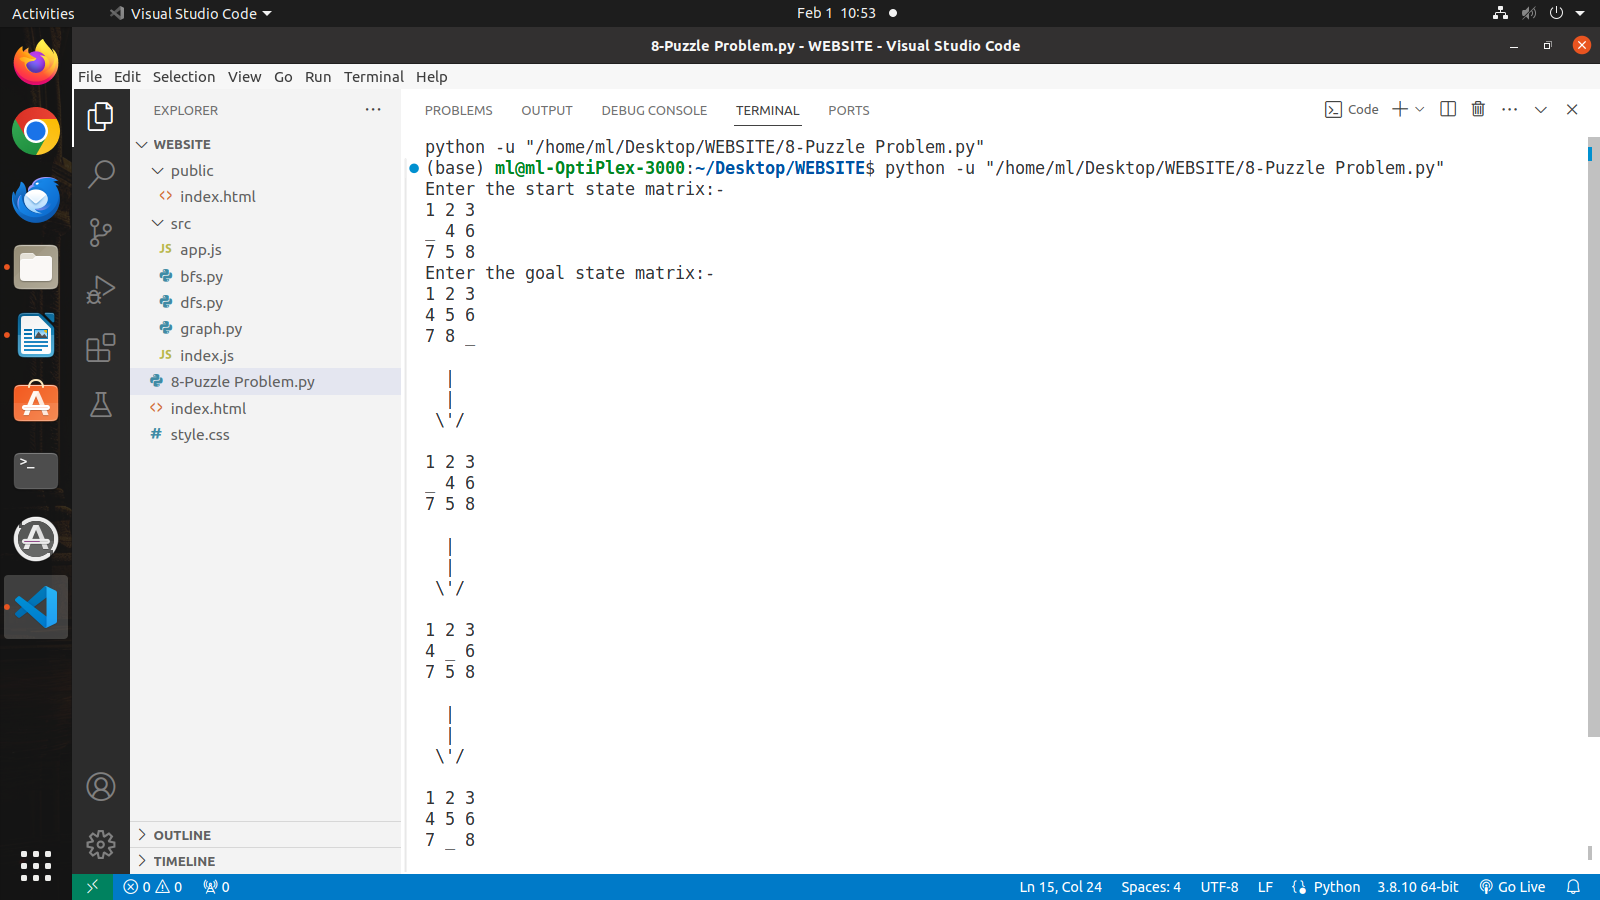 Activities Visual Studio Code Feb 1 10:53
8-Puzzle Problem.py - WEBSITE - Visual Studio Code
File Edit Selection View Go Run Terminal Help
EXPLORER
WEBSITE
public
index.html
src
JS app.js
bfs.py
dfs.py
graph.py
JS index.js
8-Puzzle Problem.py
index.html
# style.css
OUTLINE
TIMELINE
PROBLEMS OUTPUT DEBUG CONSOLE TERMINAL PORTS Code
python -u "/home/ml/Desktop/WEBSITE/8-Puzzle Problem.py"
(base) ml@ml-OptiPlex-3000:~/Desktop/WEBSITE$ python -u "/home/ml/Desktop/WEBSITE/8-Puzzle Problem.py"
Enter the start state matrix:-
1 2 3
_ 4 6
7 5 8
Enter the goal state matrix:-
1 2 3
4 5 6
7 8 _
|
|
\'/
1 2 3
_ 4 6
7 5 8
|
|
\'/
1 2 3
4 _ 6
7 5 8
|
|
\'/
1 2 3
4 5 6
7 _ 8
0 0 0 Ln 15, Col 24 Spaces: 4 UTF-8 LF Python 3.8.10 64-bit Go Live